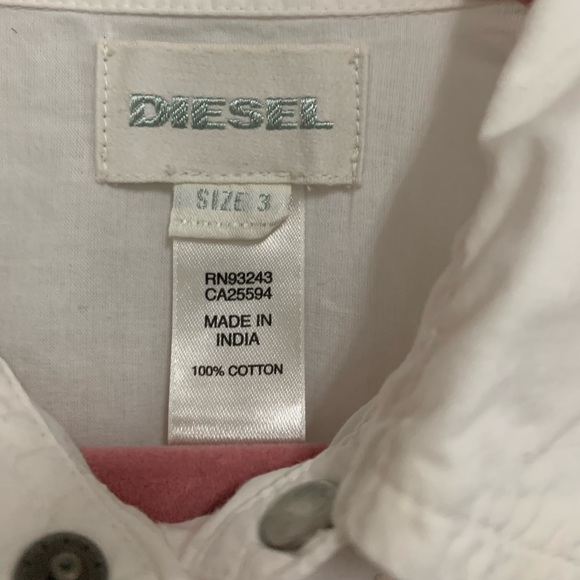 DIESEL
SIZE 3
RN93243
CA25594
MADE IN
INDIA
100% COTTON